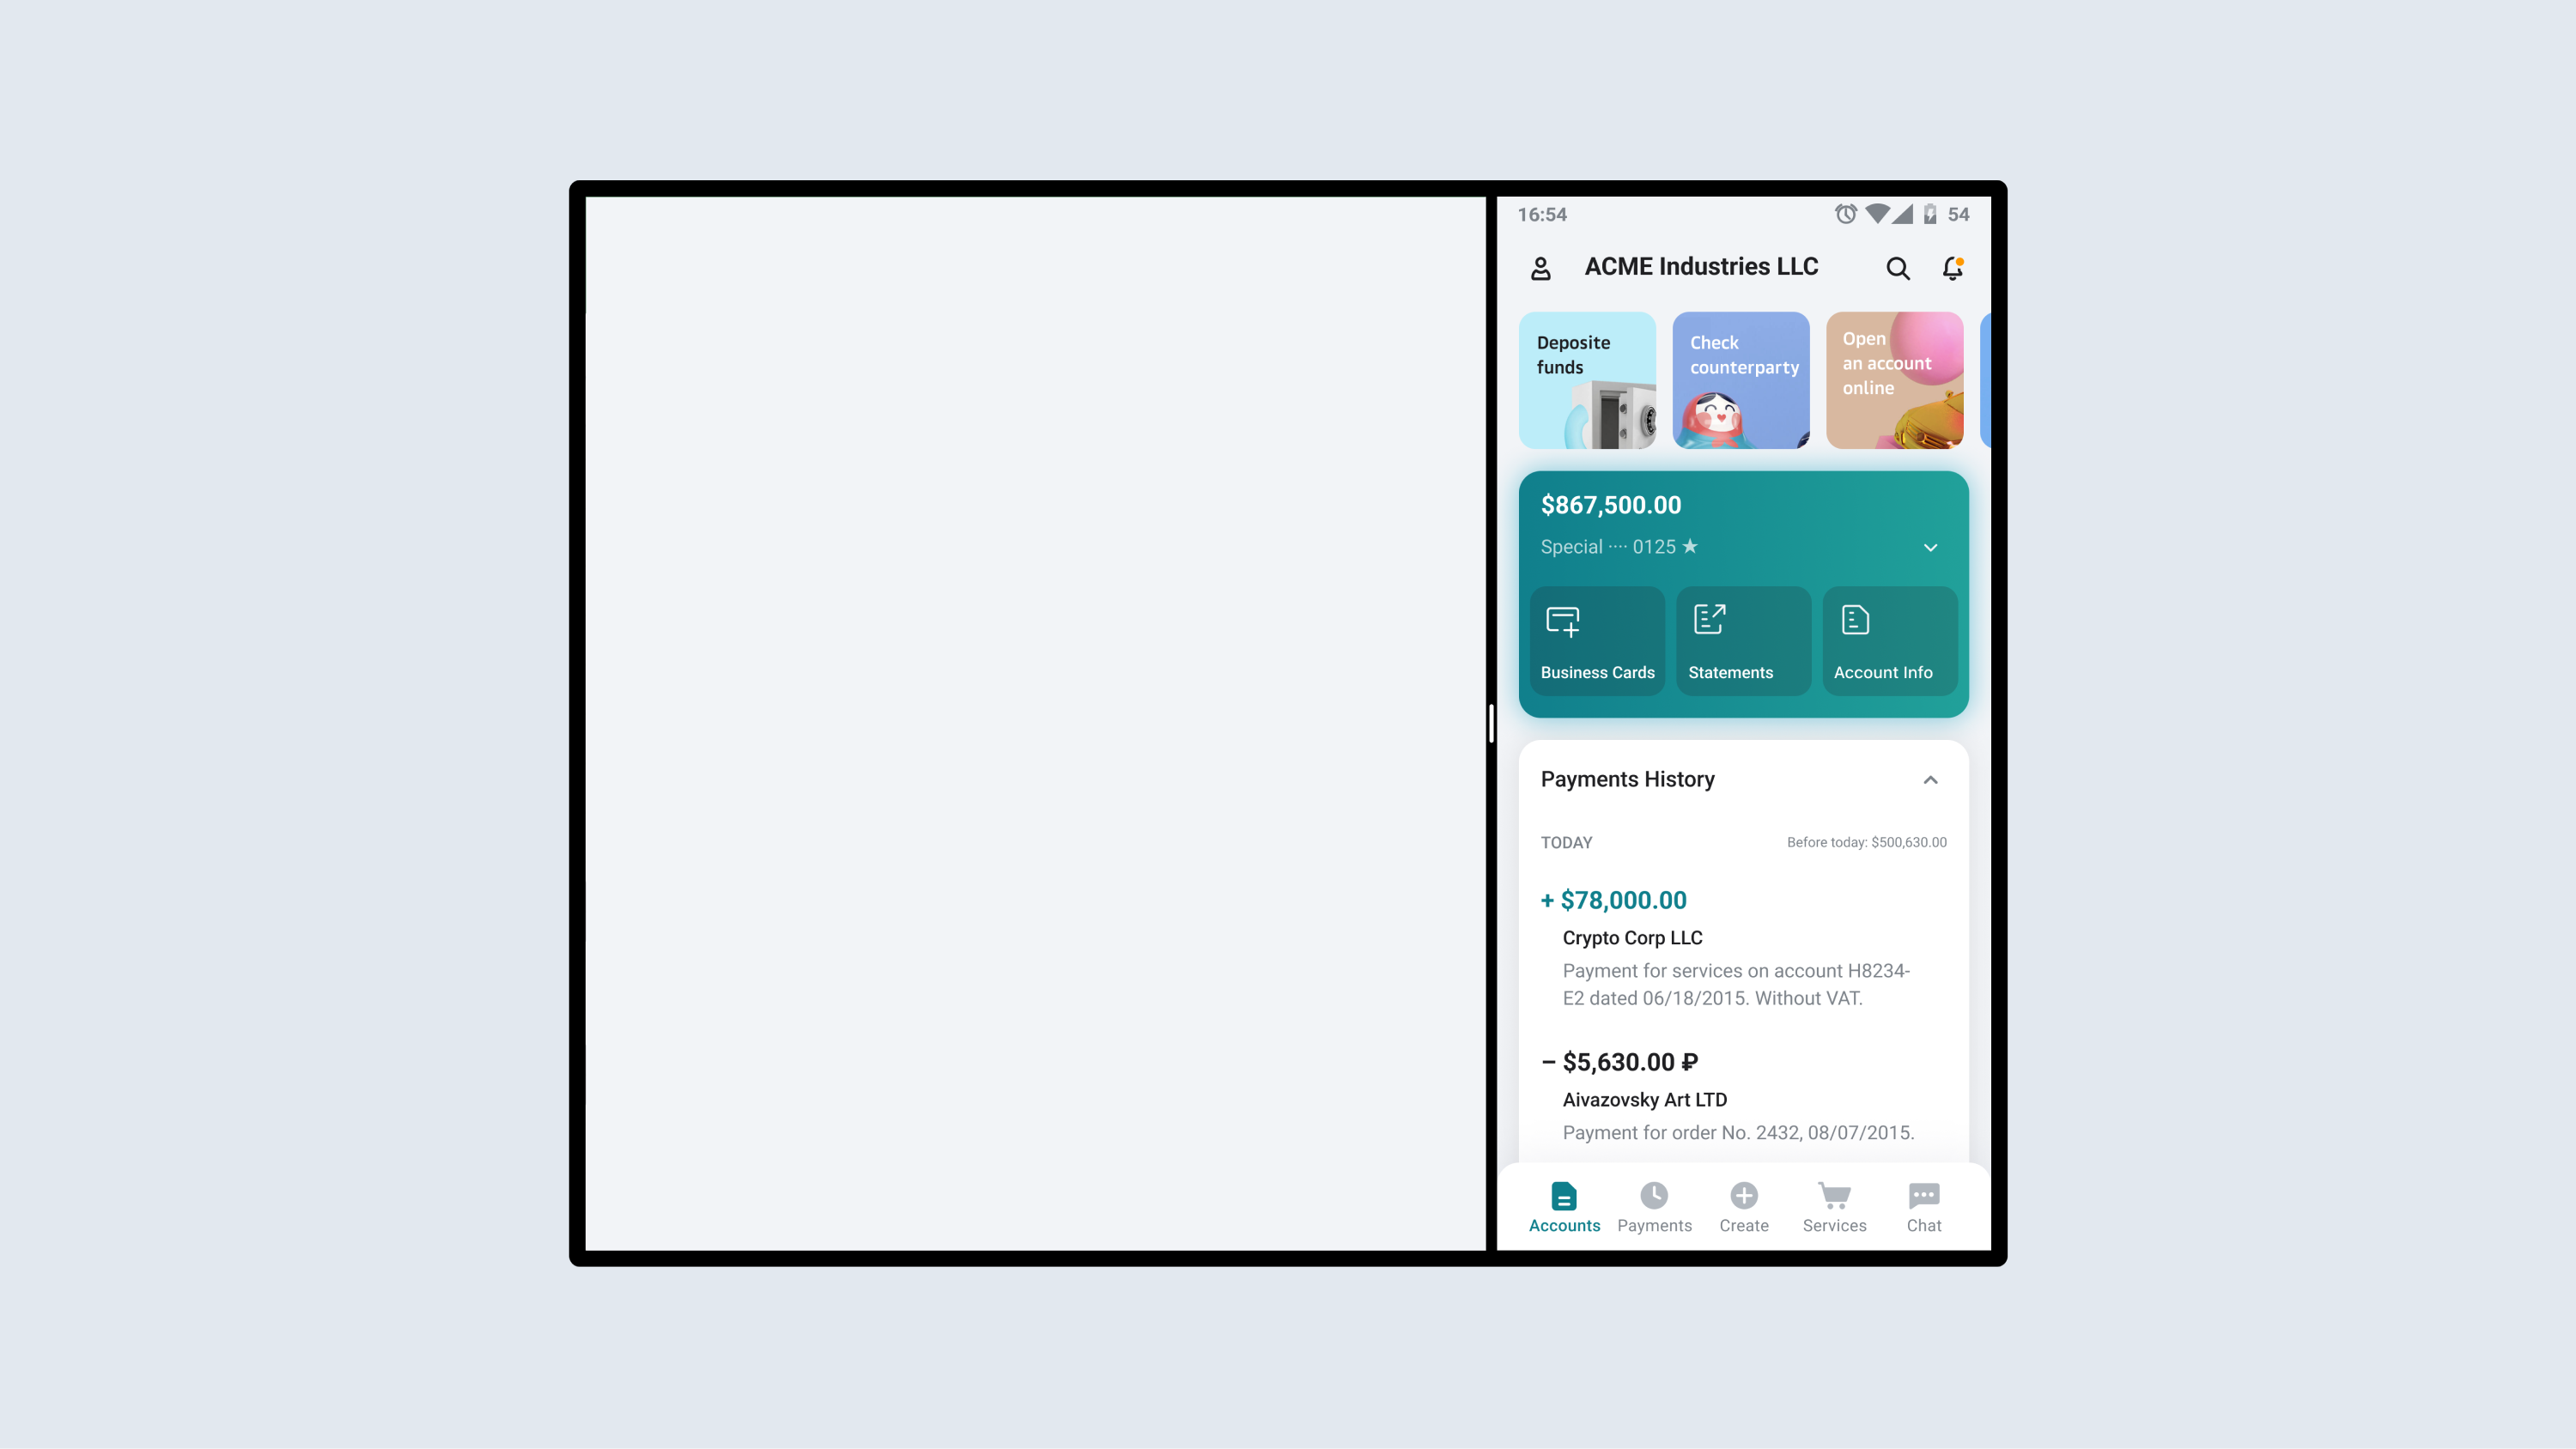 16:54 54
ACME Industries LLC
Deposite
funds
Check
counterparty
Open
an account
online
$867,500.00
Special ···· 0125 ★
Business Cards
Statements
Account Info
Payments History
TODAY
Before today: $500,630.00
+ $78,000.00
Crypto Corp LLC
Payment for services on account H8234-
E2 dated 06/18/2015. Without VAT.
– $5,630.00 ₽
Aivazovsky Art LTD
Payment for order No. 2432, 08/07/2015.
Accounts
Payments
Create
Services
Chat